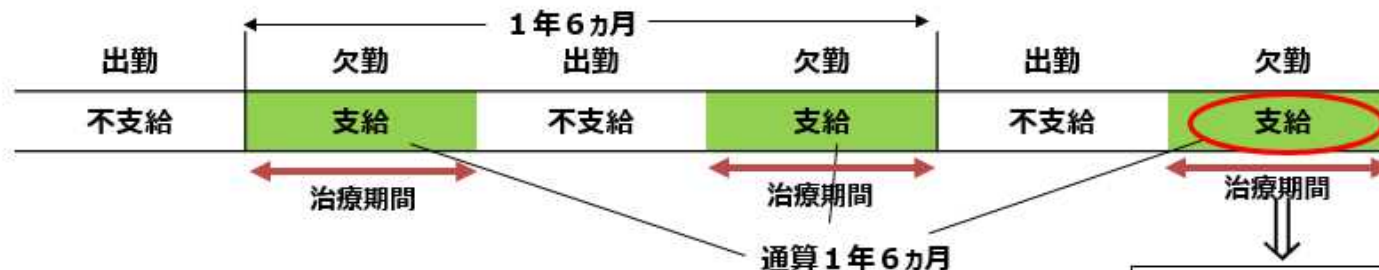 1年6ヵ月
出勤 欠勤 出勤 欠勤 出勤 欠勤
不支給 支給 不支給 支給 不支給 支給
治療期間 治療期間 治療期間
通算1年6ヵ月